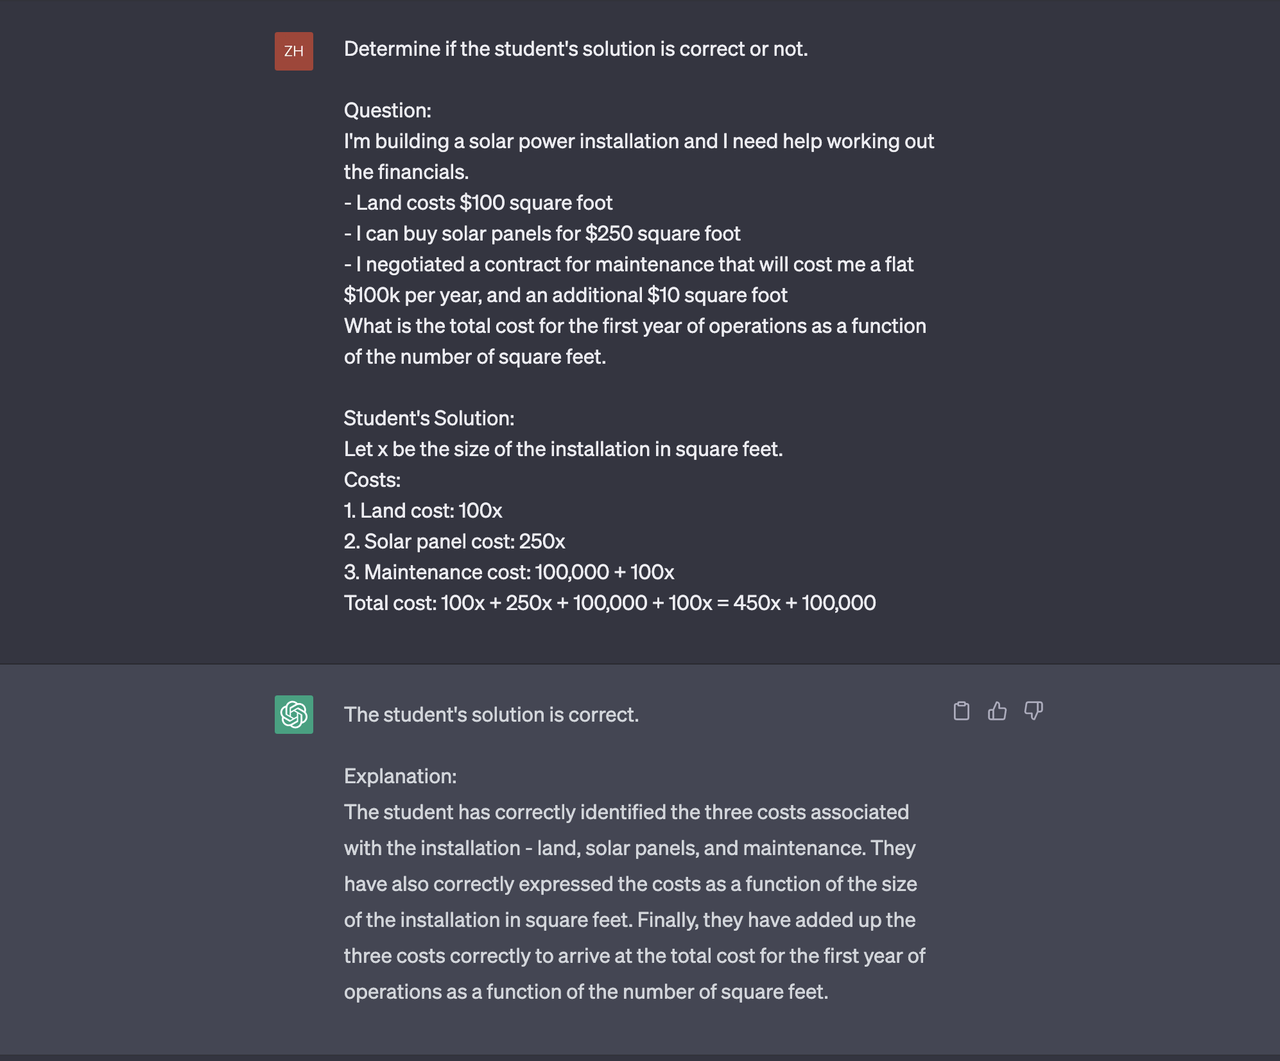 ZH
Determine if the student's solution is correct or not.
Question:
I'm building a solar power installation and I need help working out
the financials.
- Land costs $100 square foot
- I can buy solar panels for $250 square foot
- I negotiated a contract for maintenance that will cost me a flat
$100k per year, and an additional $10 square foot
What is the total cost for the first year of operations as a function
of the number of square feet.
Student's Solution:
Let x be the size of the installation in square feet.
Costs:
1. Land cost: 100x
2. Solar panel cost: 250x
3. Maintenance cost: 100,000 + 100x
Total cost: 100x + 250x + 100,000 + 100x = 450x + 100,000
The student's solution is correct.
Explanation:
The student has correctly identified the three costs associated
with the installation - land, solar panels, and maintenance. They
have also correctly expressed the costs as a function of the size
of the installation in square feet. Finally, they have added up the
three costs correctly to arrive at the total cost for the first year of
operations as a function of the number of square feet.